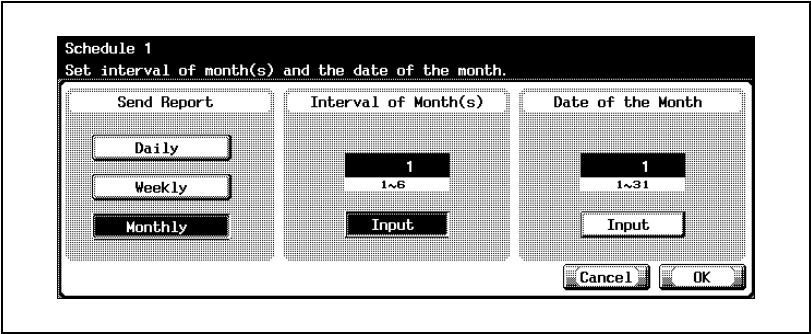 Schedule 1
Set interval of month(s) and the date of the month.
Send Report
Interval of Month(s)
Date of the Month
Daily
Weekly
Monthly
1
1~6
Input
1
1~31
Input
Cancel
OK